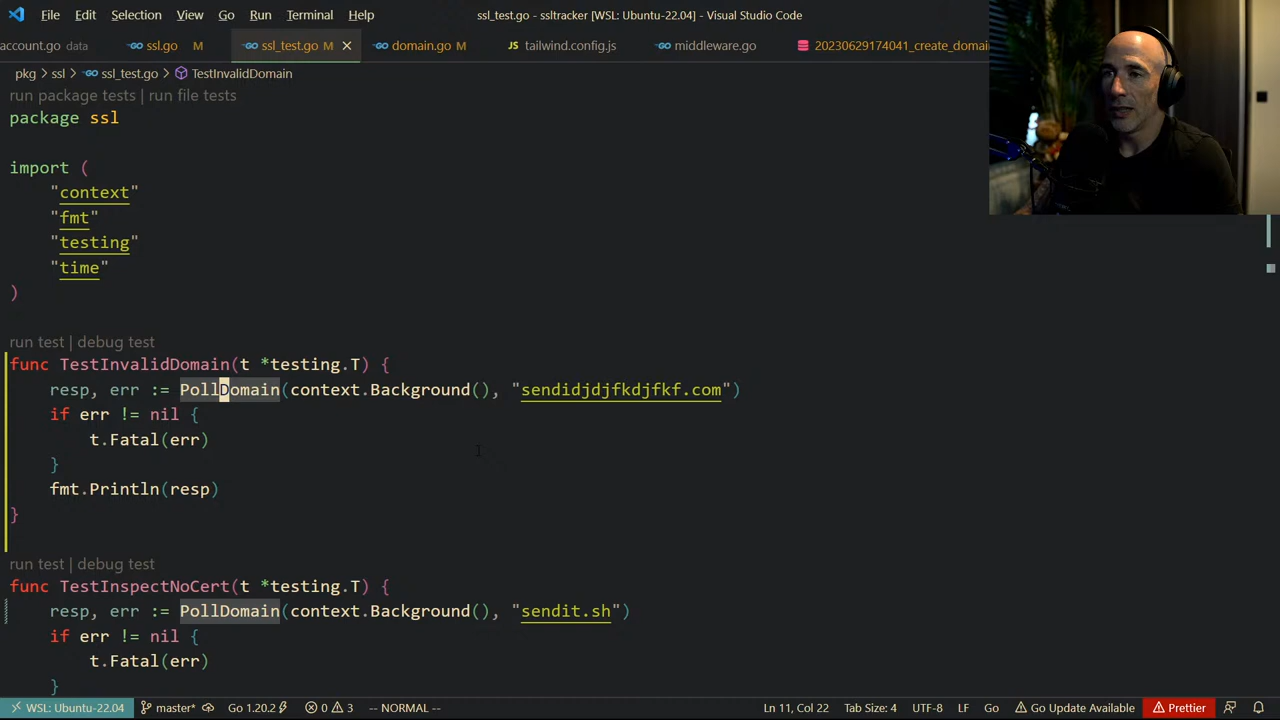 File Edit Selection View Go Run Terminal Help ssl_test.go - ssltracker [WSL: Ubuntu-22.04] - Visual Studio Code
account.go data ssl.go M ssl_test.go M domain.go M tailwind.config.js middleware.go 20230629174041_create_domai
pkg > ssl > ssl_test.go > TestInvalidDomain
run package tests | run file tests
package ssl
import (
"context"
"fmt"
"testing"
"time"
)
run test | debug test
func TestInvalidDomain(t *testing.T) {
resp, err := PollDomain(context.Background(), "sendidjdjfkdjfkf.com")
if err != nil {
t.Fatal(err)
}
fmt.Println(resp)
}
run test | debug test
func TestInspectNoCert(t *testing.T) {
resp, err := PollDomain(context.Background(), "sendit.sh")
if err != nil {
t.Fatal(err)
}
WSL: Ubuntu-22.04 master* Go 1.20.2 0 3 -- NORMAL -- Ln 11, Col 22 Tab Size: 4 UTF-8 LF Go Go Update Available Prettier